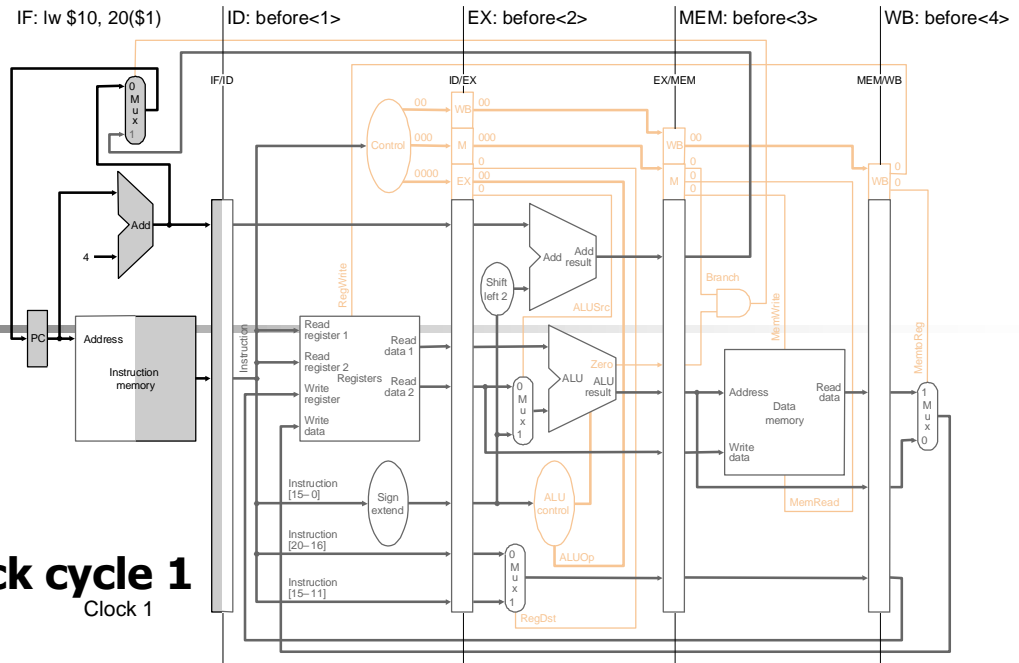 IF: lw $10, 20($1)
ID: before<1>
EX: before<2>
MEM: before<3>
WB: before<4>
IF/ID
ID/EX
EX/MEM
MEM/WB
0
M
u
x
1
Add
4
PC
Address
Instruction
memory
Instruction
RegWrite
Control
00
000
0000
WB
M
EX
00
000
0
00
0
WB
M
00
0
0
0
WB
0
0
Add
Add
result
Shift
left 2
ALUSrc
Branch
MemWrite
MemtoReg
Read
register 1
Read
register 2
Write
register
Write
data
Registers
Read
data 1
Read
data 2
0
M
u
x
1
Zero
ALU
ALU
result
Address
Write
data
Data
memory
Read
data
1
M
u
x
0
MemRead
Instruction
[15–0]
Sign
extend
ALU
control
ALUOp
Instruction
[20–16]
Instruction
[15–11]
0
M
u
x
1
RegDst
ck cycle 1
Clock 1